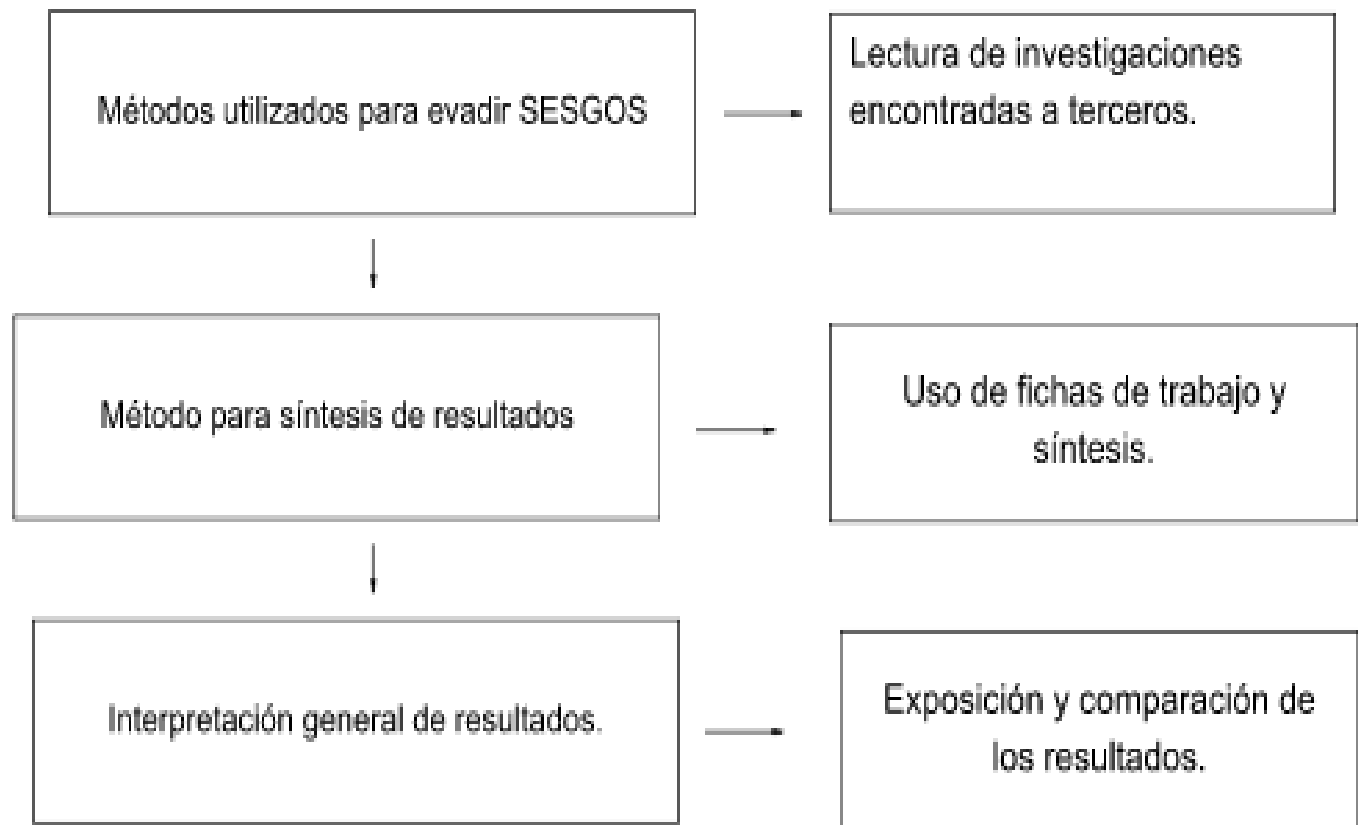 Métodos utilizados para evadir SESGOS
Lectura de investigaciones
encontradas a terceros.
Método para síntesis de resultados
Uso de fichas de trabajo y
síntesis.
Interpretación general de resultados.
Exposición y comparación de
los resultados.